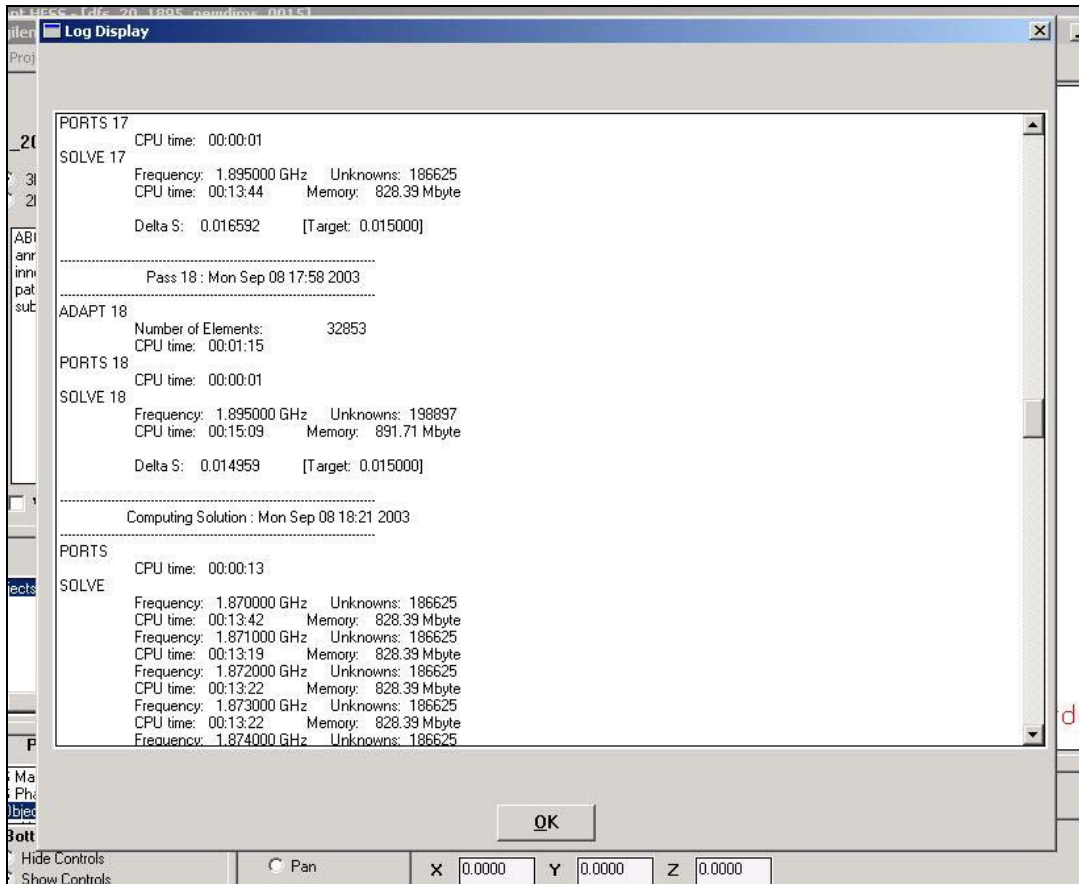 Log Display
PORTS 17
CPU time: 00:00:01
SOLVE 17
Frequency: 1.895000 GHz Unknowns: 186625
CPU time: 00:13:44 Memory: 828.39 Mbyte
Delta S: 0.016592 [Target: 0.015000]
Pass 18 : Mon Sep 08 17:58 2003
ADAPT 18
Number of Elements: 32853
CPU time: 00:01:15
PORTS 18
CPU time: 00:00:01
SOLVE 18
Frequency: 1.895000 GHz Unknowns: 198897
CPU time: 00:15:09 Memory: 891.71 Mbyte
Delta S: 0.014959 [Target: 0.015000]
Computing Solution : Mon Sep 08 18:21 2003
PORTS
CPU time: 00:00:13
SOLVE
Frequency: 1.870000 GHz Unknowns: 186625
CPU time: 00:13:42 Memory: 828.39 Mbyte
Frequency: 1.871000 GHz Unknowns: 186625
CPU time: 00:13:19 Memory: 828.39 Mbyte
Frequency: 1.872000 GHz Unknowns: 186625
CPU time: 00:13:22 Memory: 828.39 Mbyte
Frequency: 1.873000 GHz Unknowns: 186625
CPU time: 00:13:22 Memory: 828.39 Mbyte
Frequency: 1.874000 GHz Unknowns: 186625
OK
Hide Controls
Show Controls
Pan
X 0.0000 Y 0.0000 Z 0.0000